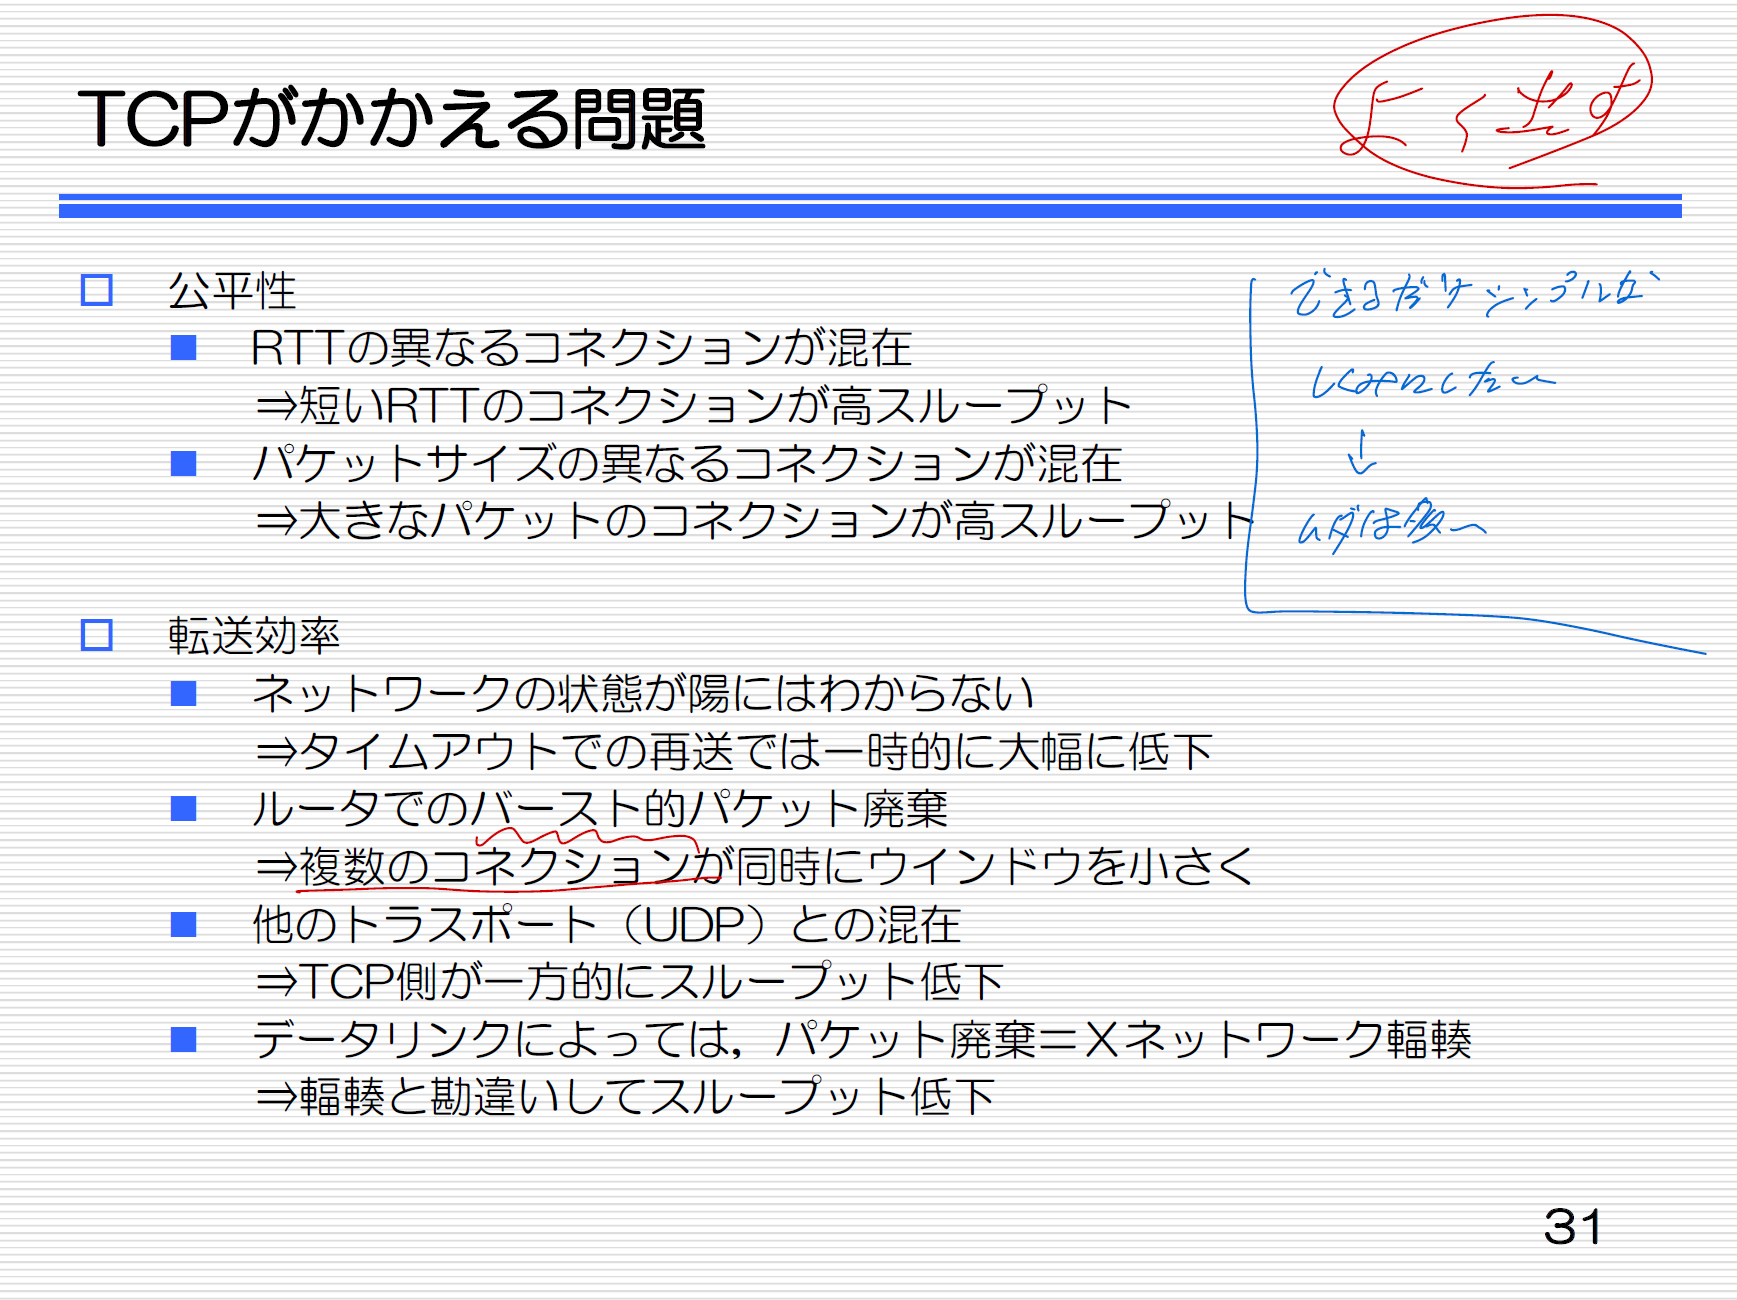 TCPがかかえる問題
よく出す
公平性
RTTの異なるコネクションが混在
⇒短いRTTのコネクションが高スループット
パケットサイズの異なるコネクションが混在
⇒大きなパケットのコネクションが高スループット
できるだけシンプルな
しくみにしたい
↓
ムダは多い
転送効率
ネットワークの状態が陽にはわからない
⇒タイムアウトでの再送では一時的に大幅に低下
ルータでのバースト的パケット廃棄
⇒複数のコネクションが同時にウインドウを小さく
他のトラスポート（UDP）との混在
⇒TCP側が一方的にスループット低下
データリンクによっては，パケット廃棄＝Xネットワーク輻輳
⇒輻輳と勘違いしてスループット低下
31